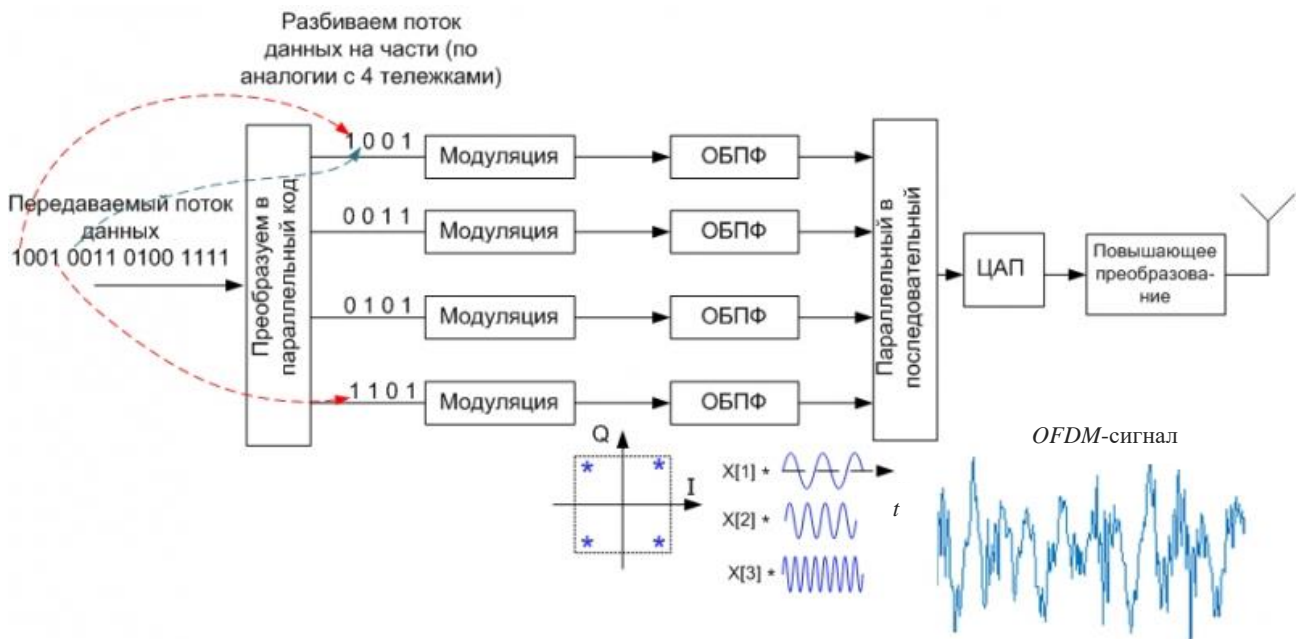 Разбиваем поток
данных на части (по
аналогии с 4 тележками)
Передаваемый поток
данных
1001 0011 0100 1111
Преобразуем в
параллельный код
1 0 0 1
Модуляция
ОБПФ
0 0 1 1
Модуляция
ОБПФ
0 1 0 1
Модуляция
ОБПФ
1 1 0 1
Модуляция
ОБПФ
Параллельный в
последовательный
ЦАП
Повышающее
преобразова-
ние
Q
I
X[1] *
X[2] *
X[3] *
t
OFDM-сигнал